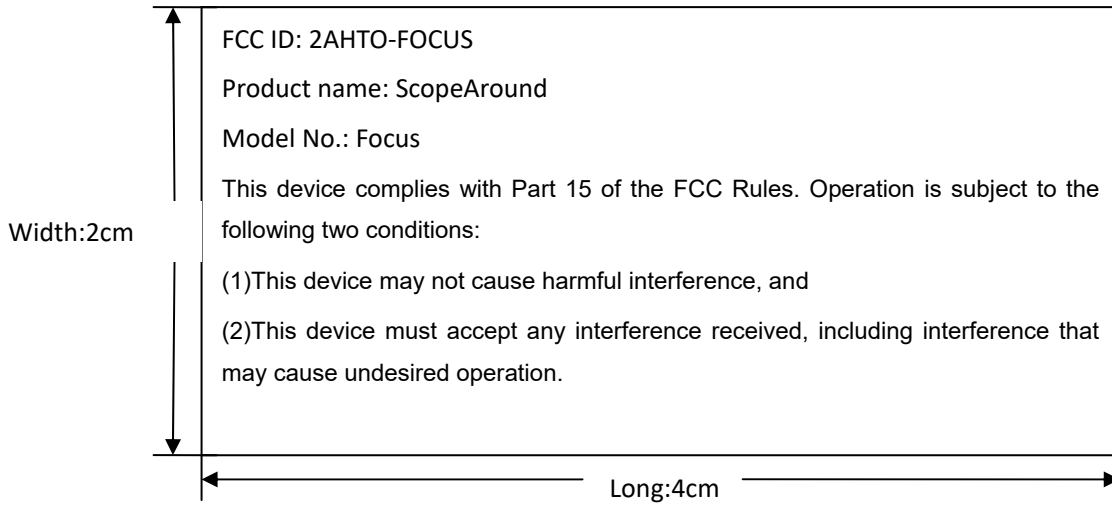 FCC ID: 2AHTO-FOCUS
Product name: ScopeAround
Model No.: Focus
This device complies with Part 15 of the FCC Rules. Operation is subject to the
following two conditions:
(1)This device may not cause harmful interference, and
(2)This device must accept any interference received, including interference that
may cause undesired operation.
Width:2cm
Long:4cm